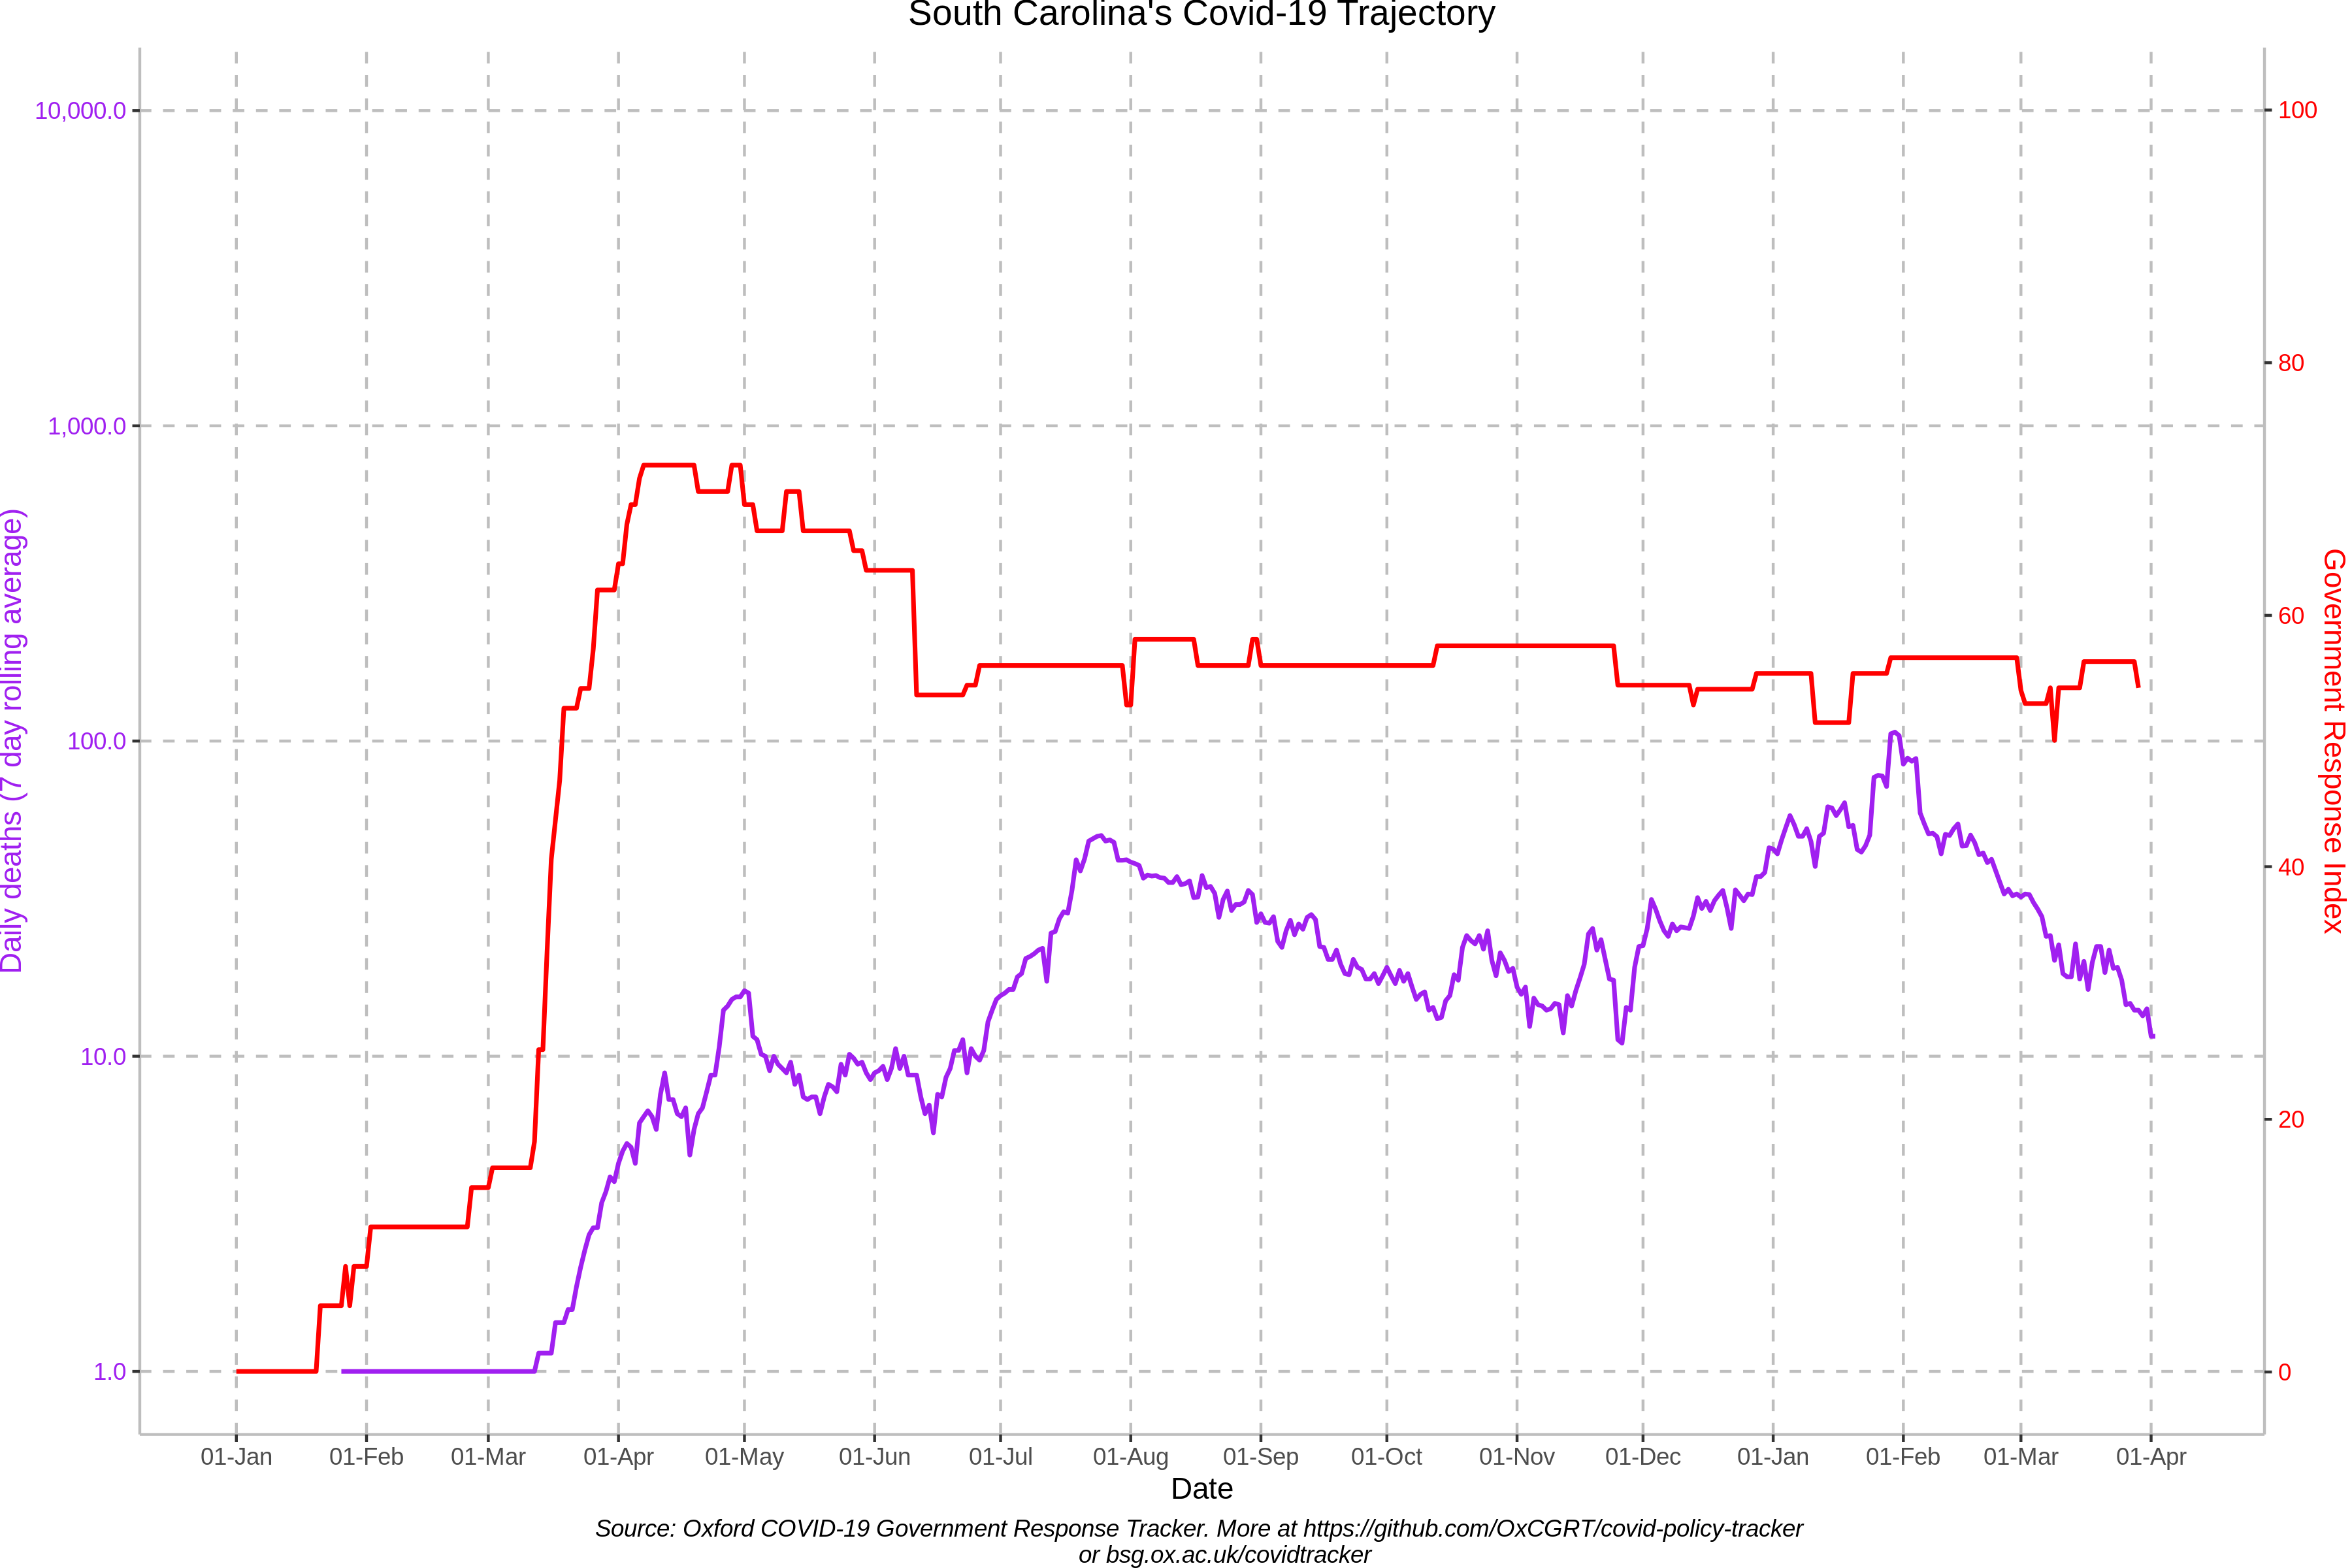 South Carolina's Covid-19 Trajectory
10,000.0
1,000.0
100.0
10.0
1.0
Daily deaths (7 day rolling average)
100
80
60
40
20
0
Government Response Index
01-Jan 01-Feb 01-Mar 01-Apr 01-May 01-Jun 01-Jul 01-Aug 01-Sep 01-Oct 01-Nov 01-Dec 01-Jan 01-Feb 01-Mar 01-Apr
Date
Source: Oxford COVID-19 Government Response Tracker. More at https://github.com/OxCGRT/covid-policy-tracker
or bsg.ox.ac.uk/covidtracker